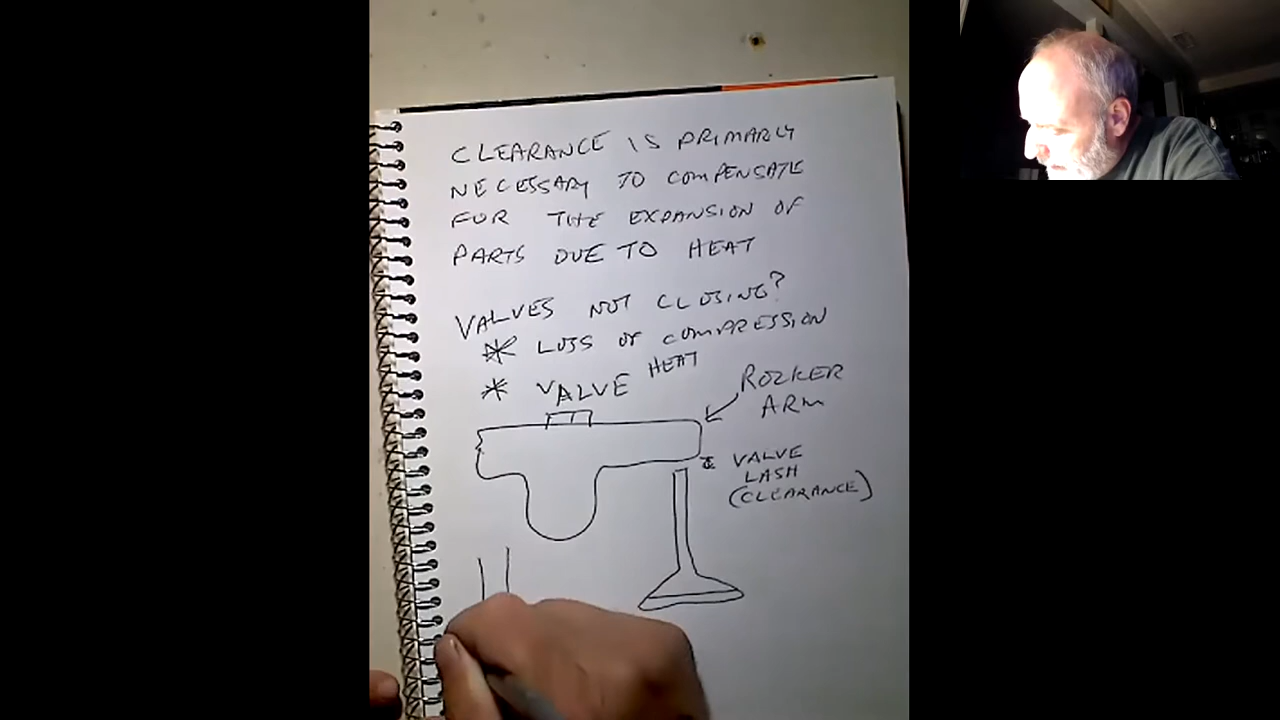 CLEARANCE IS PRIMARLY
NECESSARY TO COMPENSATE
FOR THE EXPANSION OF
PARTS DUE TO HEAT
VALVES NOT CLOSING?
* LOSS OF COMPRESSION
* VALVE HEAT
ROCKER
ARM
VALVE
LASH
(CLEARANCE)